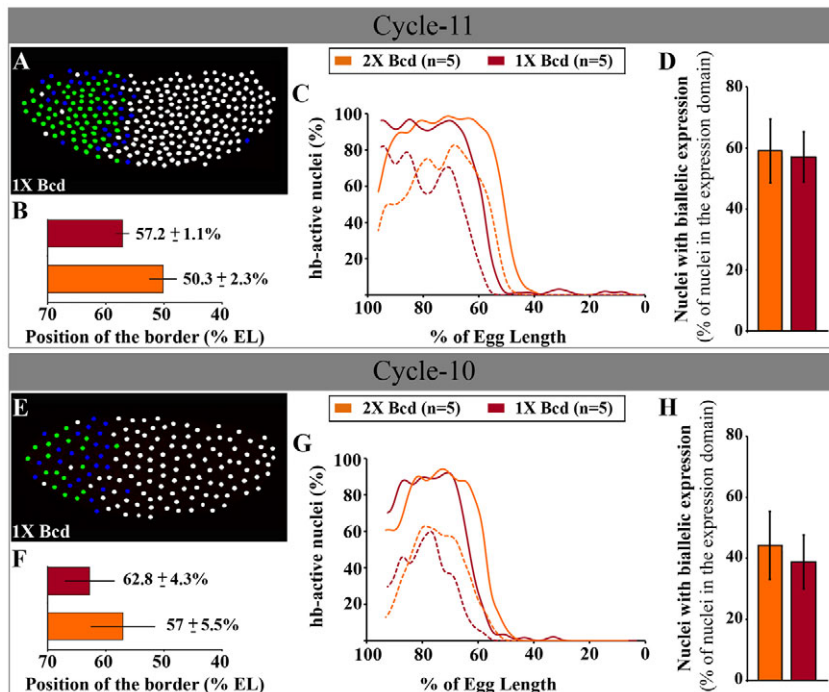 Cycle-11
A
1X Bcd
B
57.2 ± 1.1%
50.3 ± 2.3%
70 60 50 40
Position of the border (% EL)
2X Bcd (n=5) 1X Bcd (n=5)
C
hb-active nuclei (%)
100
80
60
40
20
100 80 60 40 20 0
% of Egg Length
D
Nuclei with biallelic expression
(% of nuclei in the expression domain)
80
60
40
20
0
Cycle-10
E
1X Bcd
F
62.8 ± 4.3%
57 ± 5.5%
70 60 50 40
Position of the border (% EL)
2X Bcd (n=5) 1X Bcd (n=5)
G
hb-active nuclei (%)
100
80
60
40
20
100 80 60 40 20 0
% of Egg Length
H
Nuclei with biallelic expression
(% of nuclei in the expression domain)
80
60
40
20
0